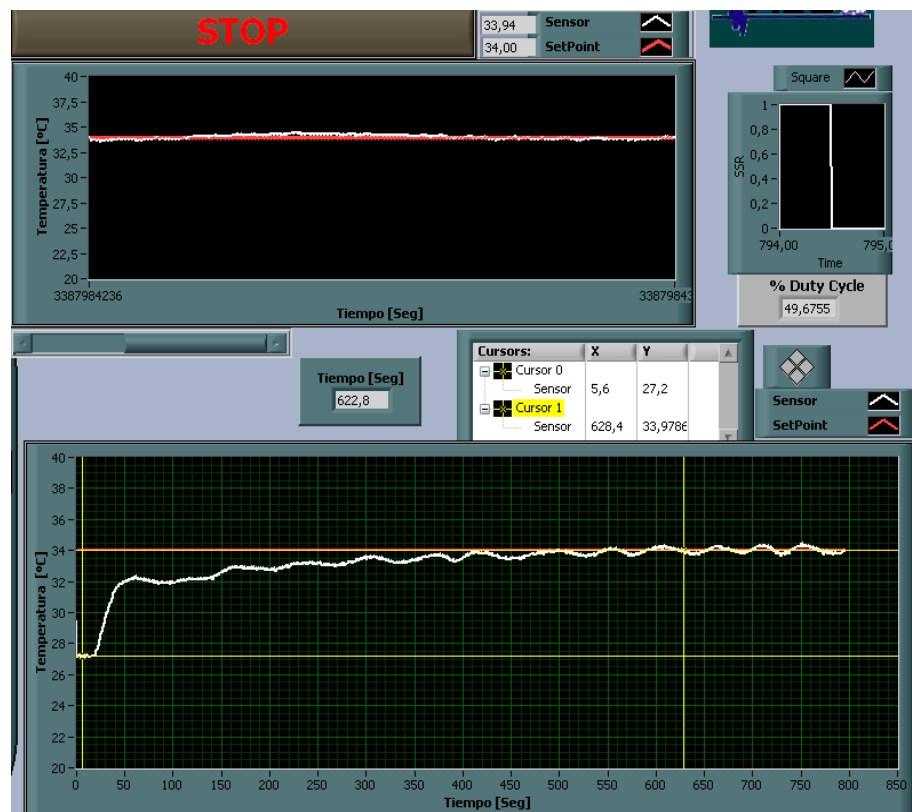 STOP
33,94 Sensor
34,00 SetPoint
40
37,5
35
32,5
30
27,5
25
22,5
20
Temperatura [ºC]
3387984236
33879843
Tiempo [Seg]
Square
1
0,8
0,6
0,4
0,2
0
SSR
794,00 795,
Time
% Duty Cycle
49,6755
Tiempo [Seg]
622,8
Cursors: X Y
Cursor 0
Sensor 5,6 27,2
Cursor 1
Sensor 628,4 33,9786
Sensor
SetPoint
40
38
36
34
32
30
28
26
24
22
20
Temperatura [ºC]
0 50 100 150 200 250 300 350 400 450 500 550 600 650 700 750 800 850
Tiempo [Seg]